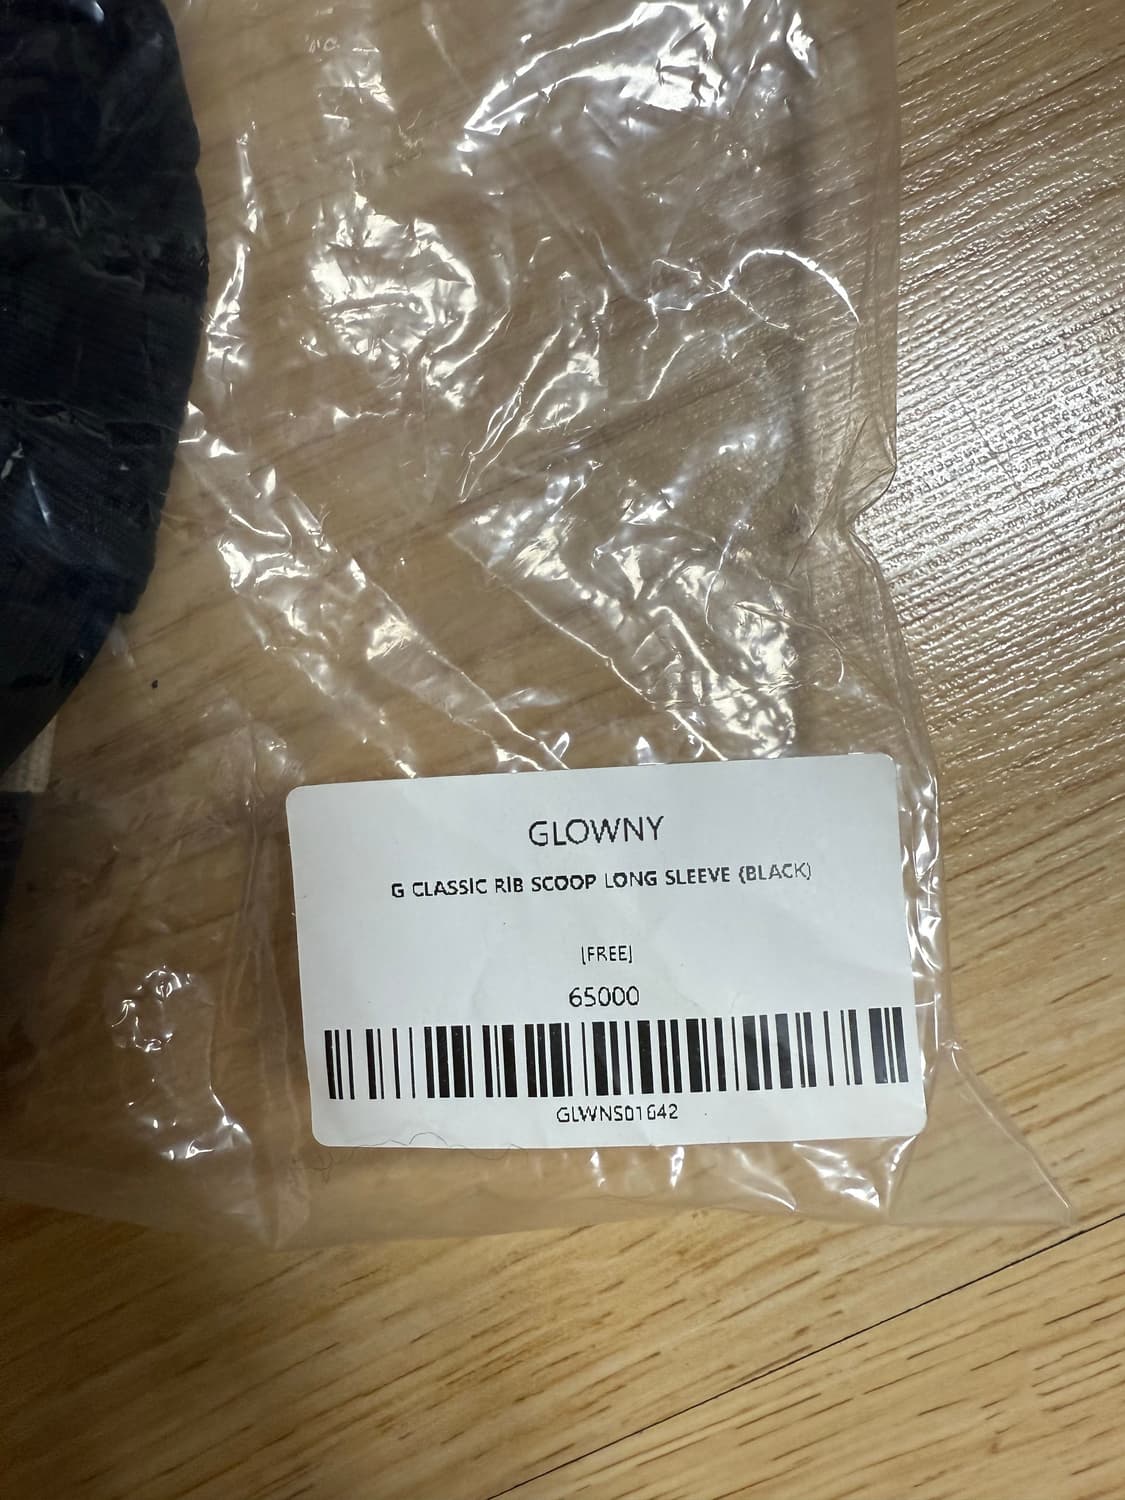 GLOWNY
G CLASSIC RIB SCOOP LONG SLEEVE (BLACK)
[FREE]
65000
GLWNS01642